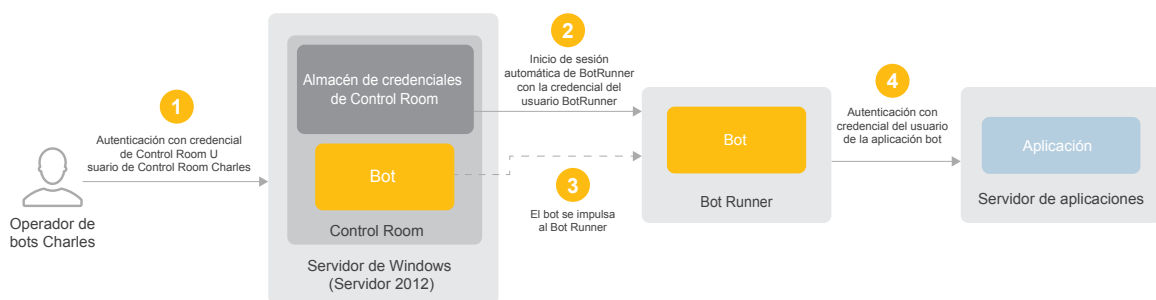 1
Autenticación con credencial
de Control Room U
suario de Control Room Charles
Operador de
bots Charles
Almacén de credenciales
de Control Room
Bot
Control Room
Servidor de Windows
(Servidor 2012)
2
Inicio de sesión
automática de BotRunner
con la credencial del
usuario BotRunner
3
El bot se impulsa
al Bot Runner
Bot
Bot Runner
4
Autenticación con
credencial del usuario
de la aplicación bot
Aplicación
Servidor de aplicaciones